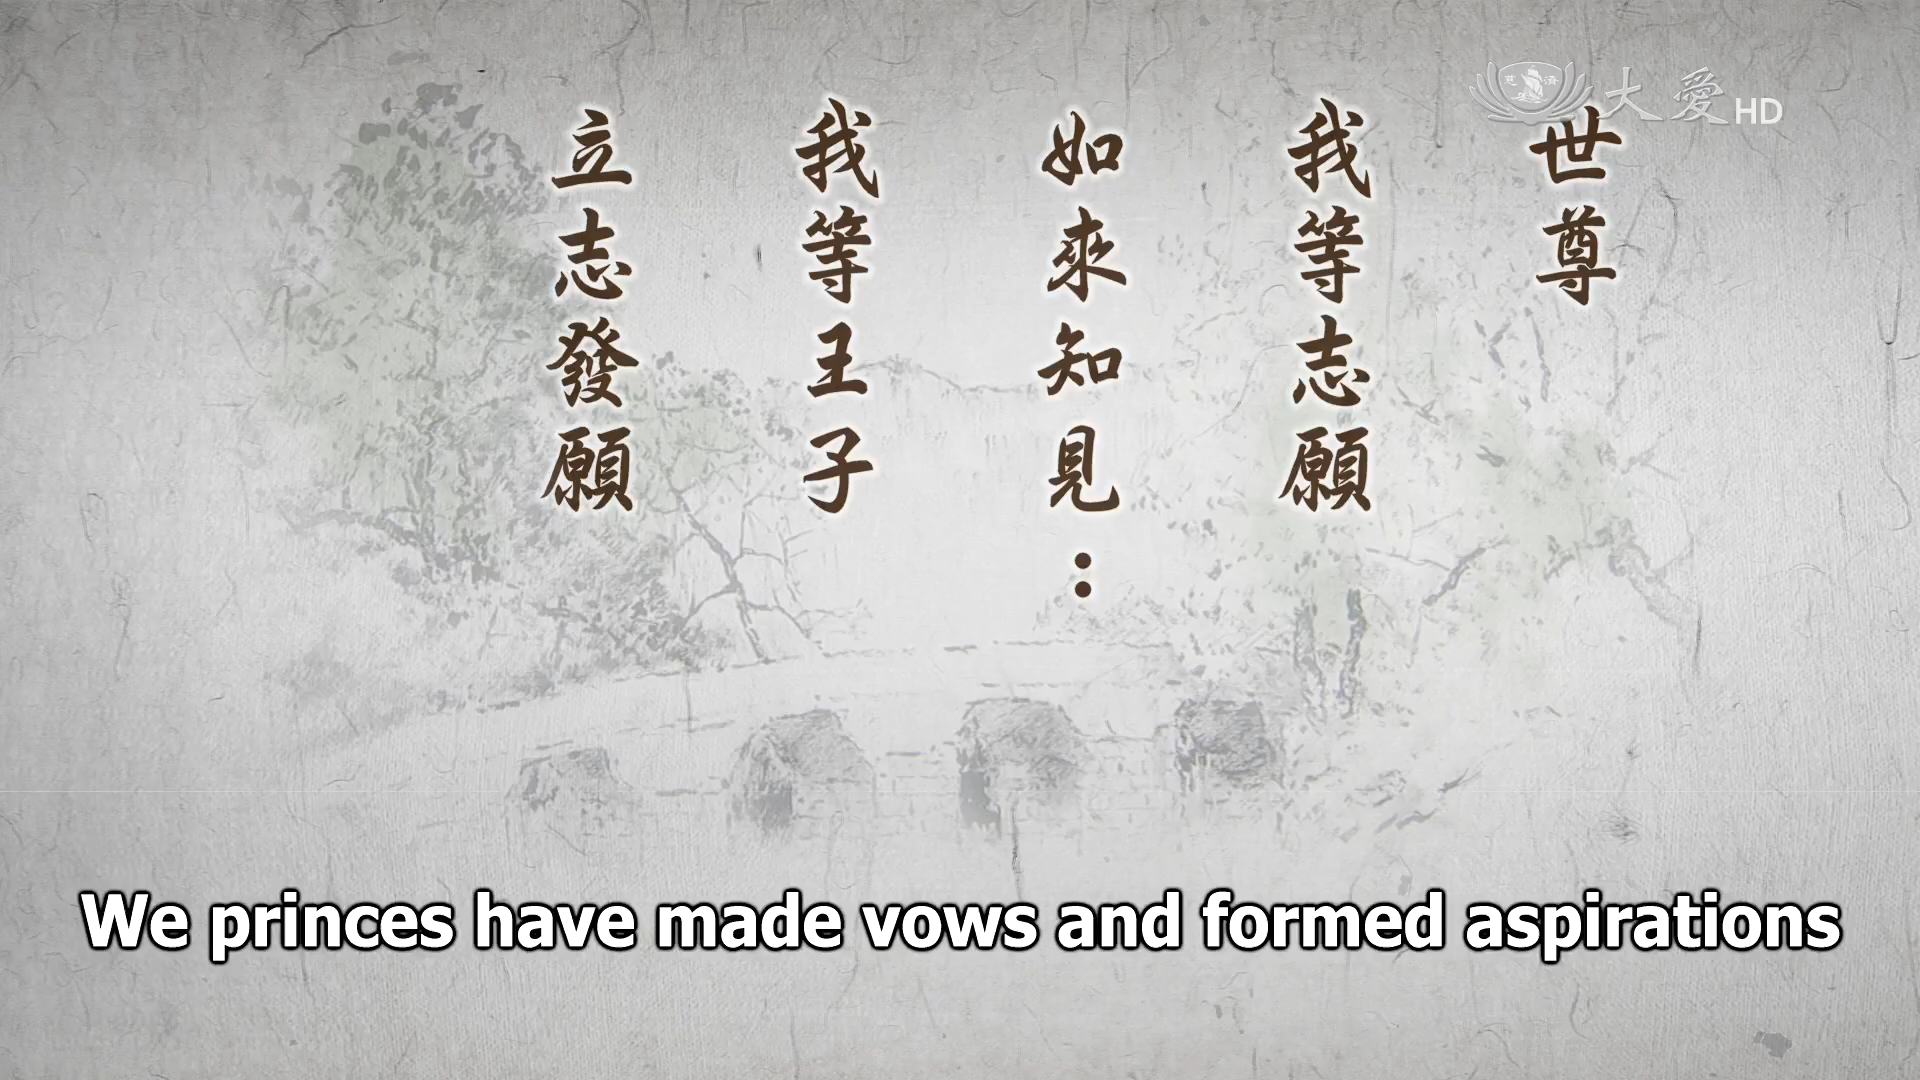 大愛HD
世尊
我等志願
如來知見：
我等王子
立志發願
We princes have made vows and formed aspirations